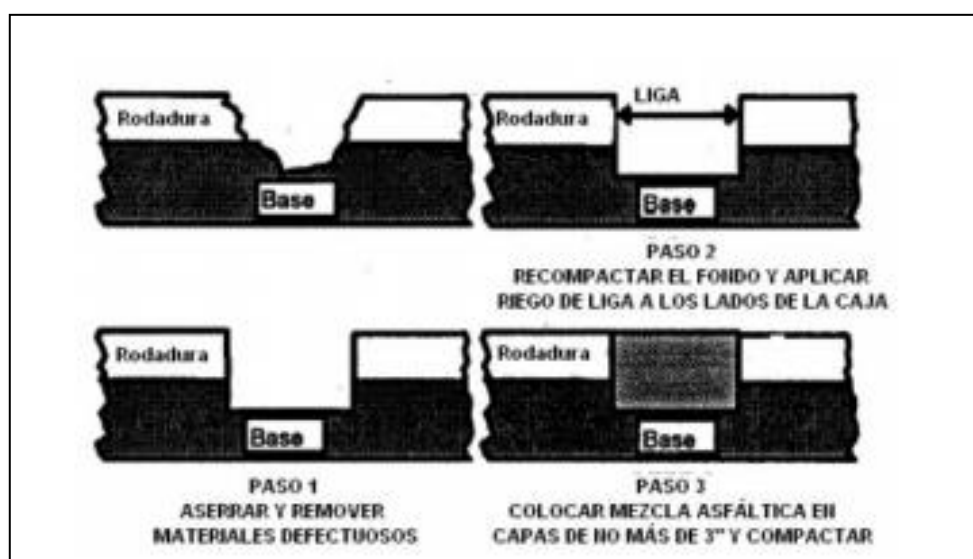 Rodadura
Base
LIGA
Rodadura
Base
PASO 2
RECOMPACTAR EL FONDO Y APLICAR
RIEGO DE LIGA A LOS LADOS DE LA CAJA
Rodadura
Base
PASO 1
ASERRAR Y REMOVER
MATERIALES DEFECTUOSOS
Rodadura
Base
PASO 3
COLOCAR MEZCLA ASFÁLTICA EN
CAPAS DE NO MÁS DE 3" Y COMPACTAR